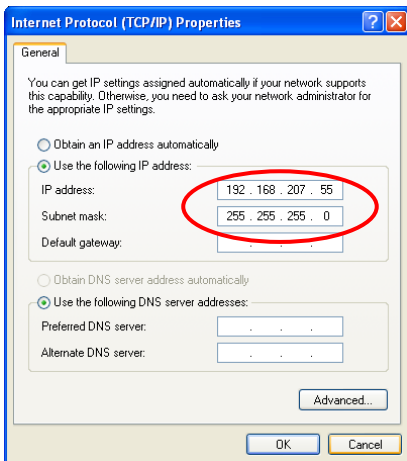 Internet Protocol (TCP/IP) Properties
General
You can get IP settings assigned automatically if your network supports
this capability. Otherwise, you need to ask your network administrator for
the appropriate IP settings.
Obtain an IP address automatically
Use the following IP address:
IP address: 192 . 168 . 207 . 55
Subnet mask: 255 . 255 . 255 . 0
Default gateway: . . .
Obtain DNS server address automatically
Use the following DNS server addresses:
Preferred DNS server: . . .
Alternate DNS server: . . .
Advanced...
OK Cancel